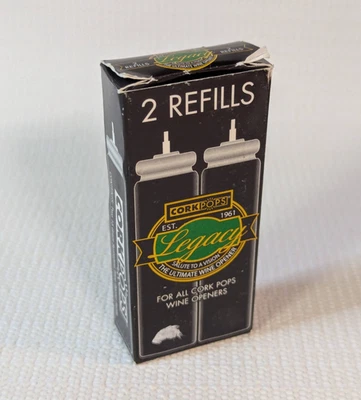 Legacy
2 REFILLS
CORKPOPS
EST. 1961
Legacy
SALUTE TO A VISION
THE ULTIMATE WINE OPENER
FOR ALL CORK POPS
WINE OPENERS
CORKPOPS